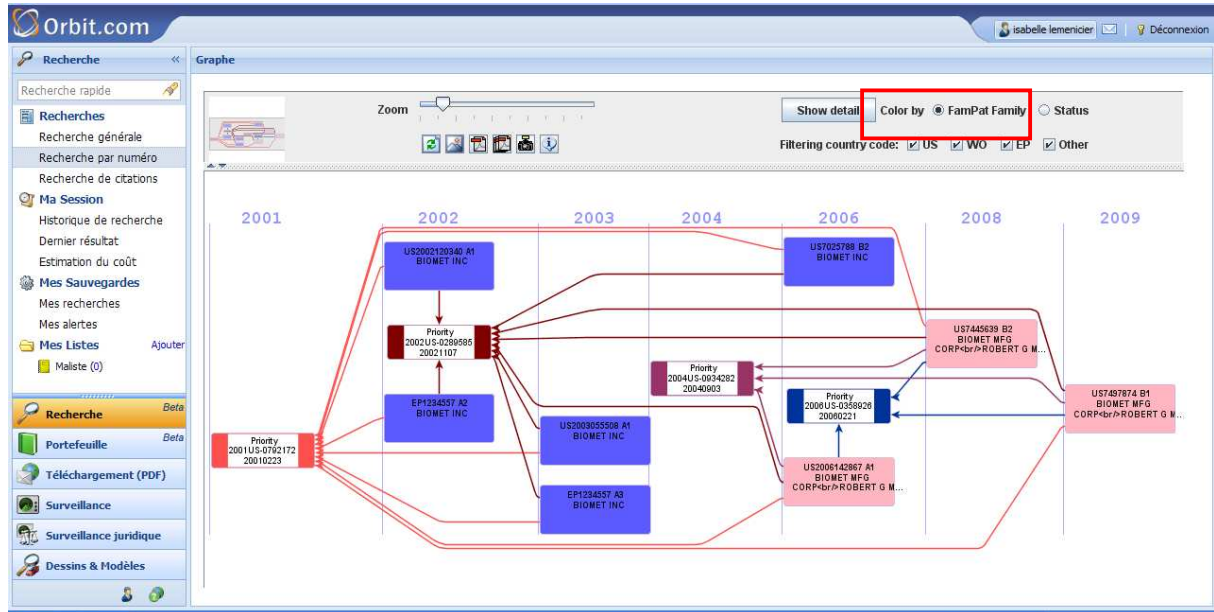 Orbit.com
isabelle lemenicier
Déconnexion
Recherche «
Graphe
Recherche rapide
Recherches
Recherche générale
Recherche par numéro
Recherche de citations
Ma Session
Historique de recherche
Dernier résultat
Estimation du coût
Mes Sauvegardes
Mes recherches
Mes alertes
Mes Listes Ajouter
Maliste (0)
Recherche Beta
Portefeuille Beta
Téléchargement (PDF)
Surveillance
Surveillance juridique
Dessins & Modèles
Zoom
Show detail
Color by FamPat Family Status
Filtering country code: US WO EP Other
2001 2002 2003 2004 2006 2008 2009
US2002120340 A1
BIOMET INC
US7025788 B2
BIOMET INC
Priority
2002US-0289585
20021107
US7445639 B2
BIOMET MFG
CORP<br/>ROBERT G M...
Priority
2004US-0934282
20040903
EP1234557 A2
BIOMET INC
Priority
2006US-0358926
20060221
US7497874 B1
BIOMET MFG
CORP<br/>ROBERT G M...
US2003055508 A1
BIOMET INC
Priority
2001US-0792172
20010223
US2006142867 A1
BIOMET MFG
CORP<br/>ROBERT G M...
EP1234557 A3
BIOMET INC